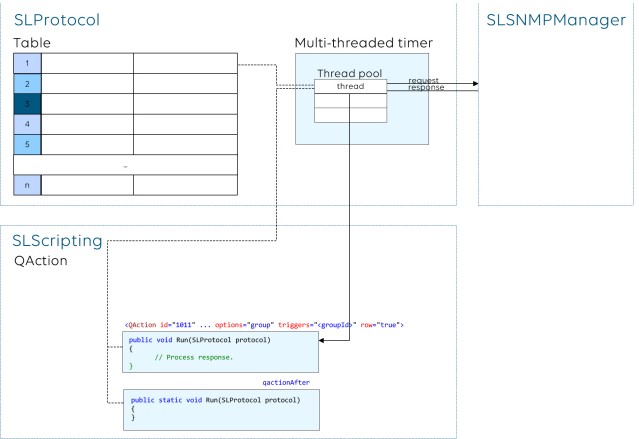 SLProtocol
SLSNMPManager
Table
Multi-threaded timer
Thread pool
thread
request
response
1
2
3
4
5
..
n
SLScripting
QAction
<QAction id="1011" ... options="group" triggers="<groupId>" row="true">
public void Run(SLProtocol protocol)
{
// Process response.
}
qactionAfter
public static void Run(SLProtocol protocol)
{
}